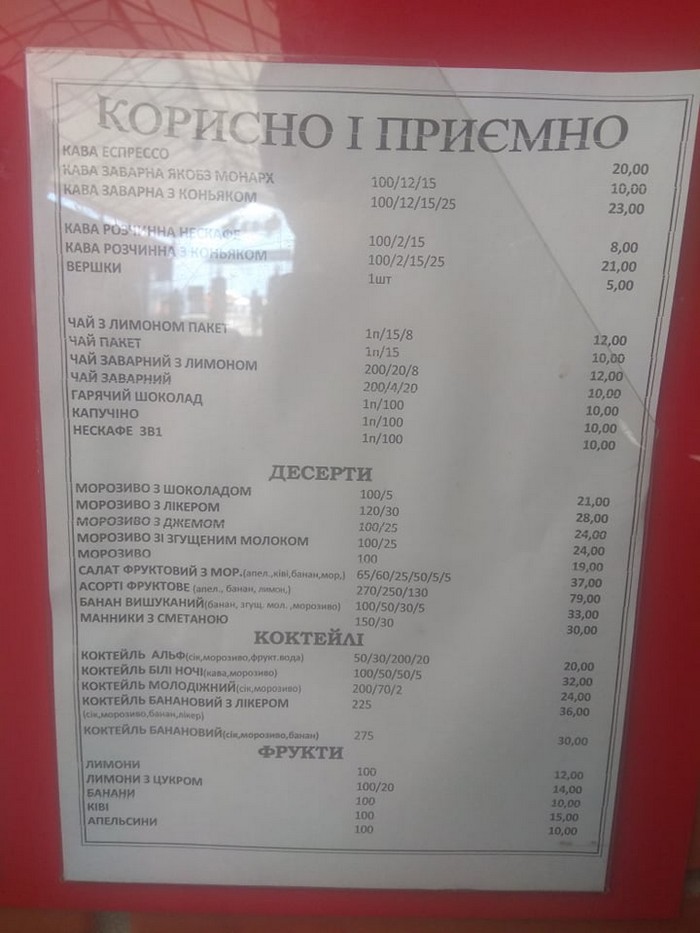 КОРИСНО І ПРИЄМНО
КАВА ЕСПРЕССО 20,00
КАВА ЗАВАРНА ЯКОБЗ МОНАРХ 100/12/15 10,00
КАВА ЗАВАРНА З КОНЬЯКОМ 100/12/15/25 23,00
КАВА РОЗЧИННА НЕСКАФЕ 100/2/15 8,00
КАВА РОЗЧИННА З КОНЬЯКОМ 100/2/15/25 21,00
ВЕРШКИ 1шт 5,00
ЧАЙ З ЛИМОНОМ ПАКЕТ 1п/15/8 12,00
ЧАЙ ПАКЕТ 1п/15 10,00
ЧАЙ ЗАВАРНИЙ З ЛИМОНОМ 200/20/8 12,00
ЧАЙ ЗАВАРНИЙ 200/4/20 10,00
ГАРЯЧИЙ ШОКОЛАД 1п/100 10,00
КАПУЧІНО 1п/100 10,00
НЕСКАФЕ 3В1 1п/100 10,00
ДЕСЕРТИ
МОРОЗИВО З ШОКОЛАДОМ 100/5 21,00
МОРОЗИВО З ЛІКЕРОМ 120/30 28,00
МОРОЗИВО З ДЖЕМОМ 100/25 24,00
МОРОЗИВО ЗІ ЗГУЩЕНИМ МОЛОКОМ 100/25 24,00
МОРОЗИВО 100 19,00
САЛАТ ФРУКТОВИЙ З МОР.(апел.,ківі,банан,мор,) 65/60/25/50/5/5 37,00
АСОРТІ ФРУКТОВЕ (апел., банан, лимон,) 270/250/130 79,00
БАНАН ВИШУКАНИЙ(банан, згущ. мол. ,морозиво) 100/50/30/5 33,00
МАННИКИ З СМЕТАНОЮ 150/30 30,00
КОКТЕЙЛІ
КОКТЕЙЛЬ АЛЬФ(сік,морозиво,фрукт.вода) 50/30/200/20 20,00
КОКТЕЙЛЬ БІЛІ НОЧІ(кава,морозиво) 100/50/50/5 32,00
КОКТЕЙЛЬ МОЛОДІЖНИЙ(сік,морозиво) 200/70/2 24,00
КОКТЕЙЛЬ БАНАНОВИЙ З ЛІКЕРОМ 225 36,00
(сік,морозиво,банан,лікер)
КОКТЕЙЛЬ БАНАНОВИЙ(сік,морозиво,банан) 275 30,00
ФРУКТИ
ЛИМОНИ 100 12,00
ЛИМОНИ З ЦУКРОМ 100/20 14,00
БАНАНИ 100 10,00
КІВІ 100 15,00
АПЕЛЬСИНИ 100 10,00